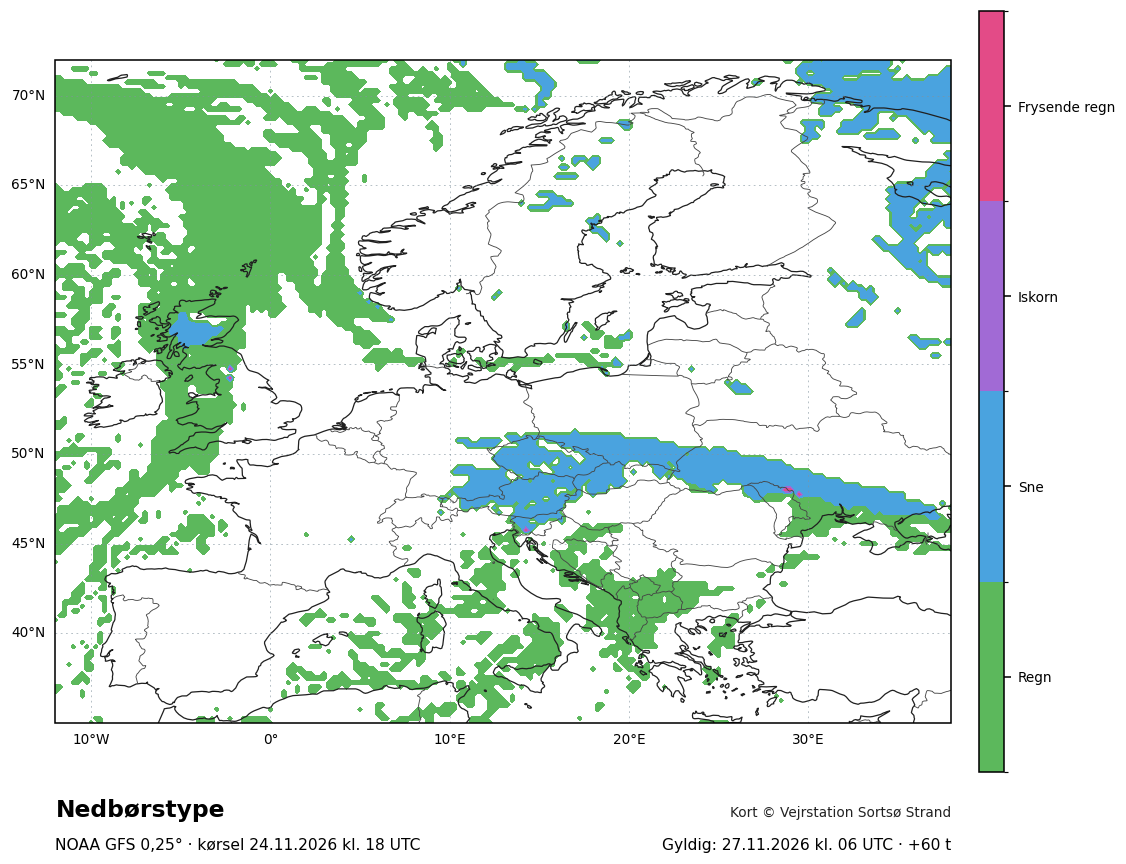 Frysende regn
Iskorn
Sne
Regn
70°N
65°N
60°N
55°N
50°N
45°N
40°N
10°W
0°
10°E
20°E
30°E
Nedbørstype
Kort © Vejrstation Sortsø Strand
NOAA GFS 0,25° · kørsel 24.11.2026 kl. 18 UTC
Gyldig: 27.11.2026 kl. 06 UTC · +60 t